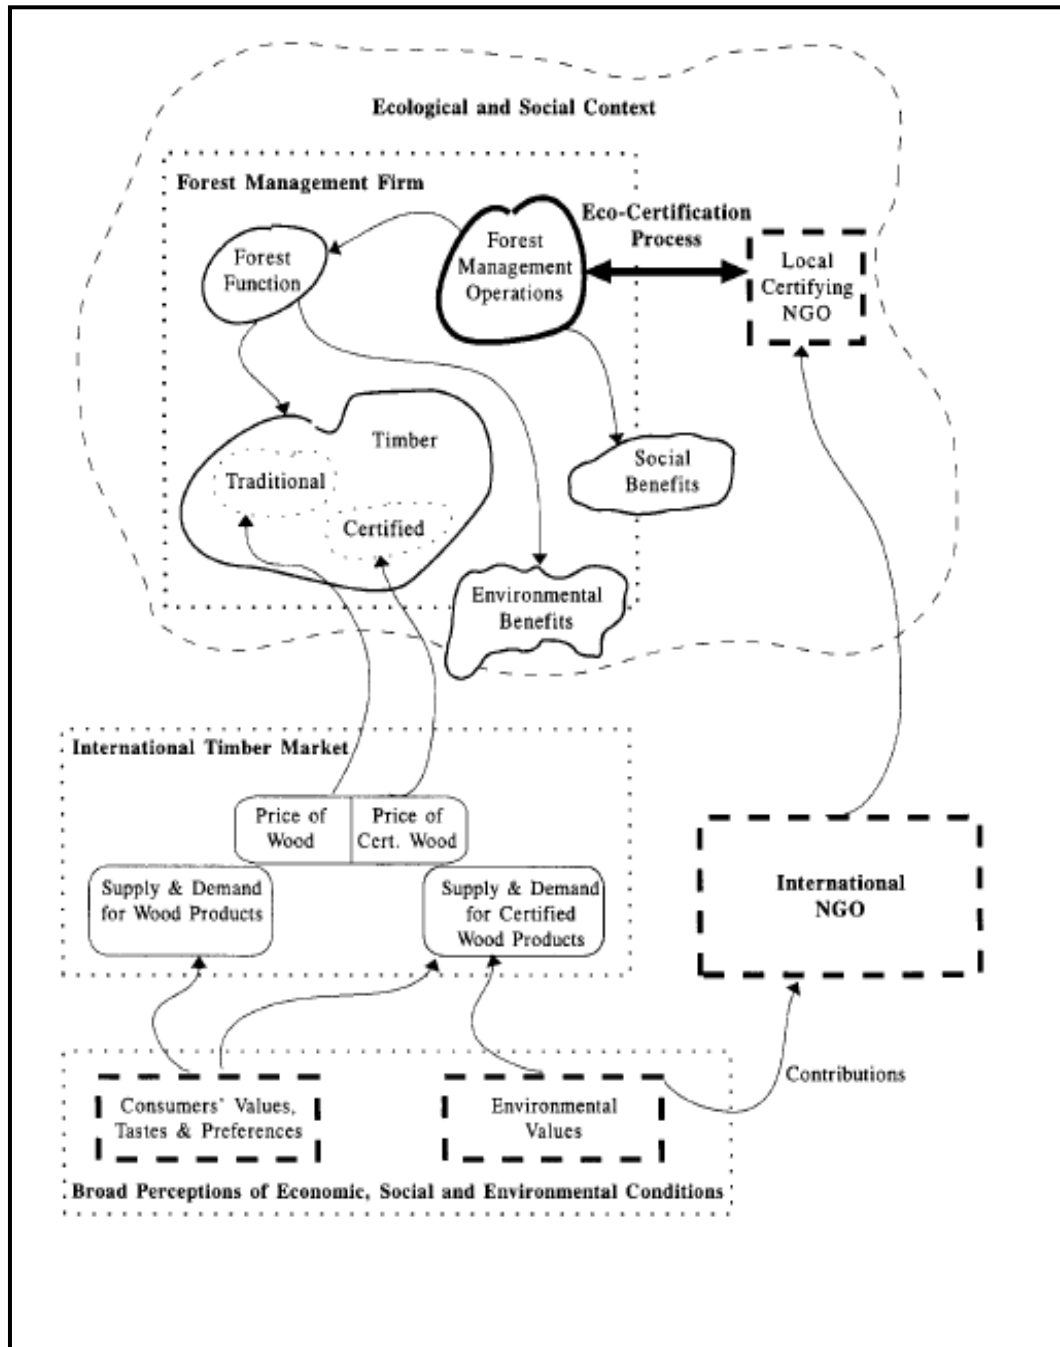 Ecological and Social Context
Forest Management Firm
Eco-Certification
Process
Forest
Function
Forest
Management
Operations
Local
Certifying
NGO
Timber
Traditional
Certified
Social
Benefits
Environmental
Benefits
International Timber Market
Price of
Wood
Price of
Cert. Wood
Supply & Demand
for Wood Products
Supply & Demand
for Certified
Wood Products
International
NGO
Contributions
Consumers' Values,
Tastes & Preferences
Environmental
Values
Broad Perceptions of Economic, Social and Environmental Conditions